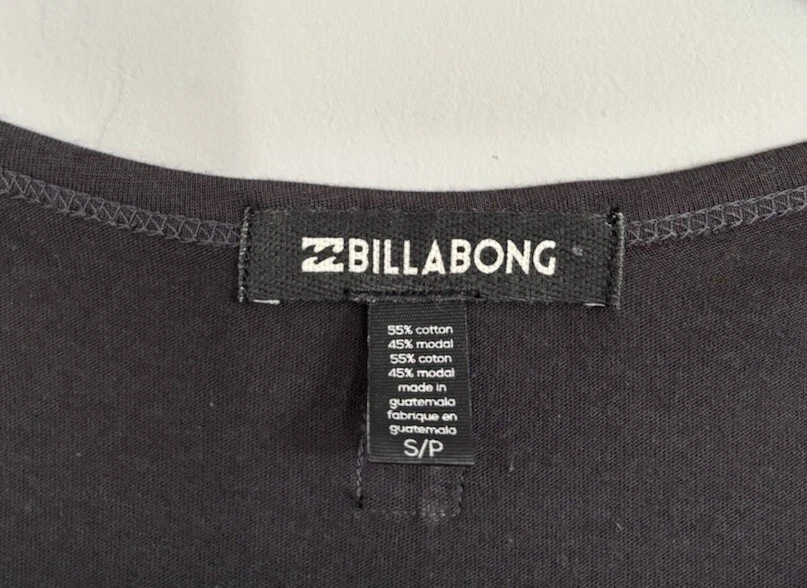 BILLABONG
55% cotton
45% modal
55% coton
45% modal
made in
guatemala
fabrique en
guatemala
S/P